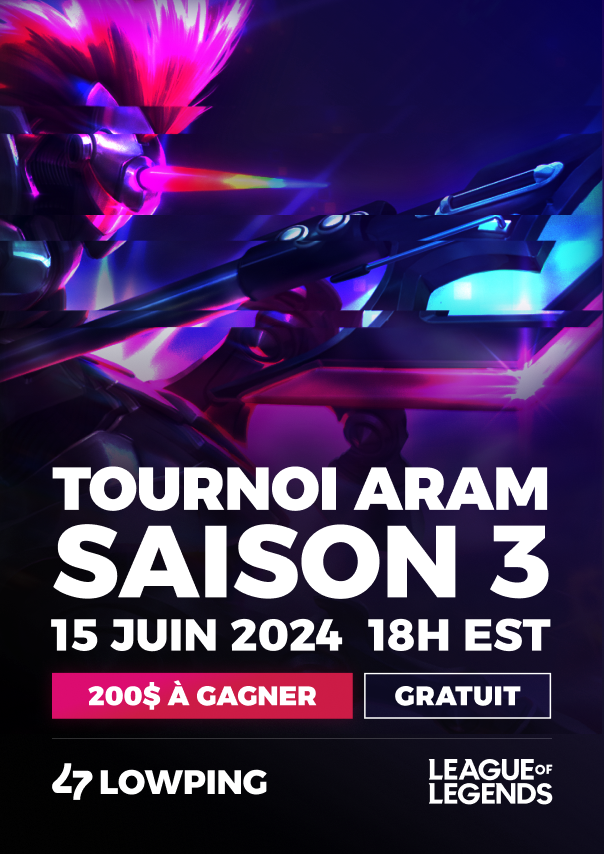 TOURNOI ARAM
SAISON 3
15 JUIN 2024 18H EST
200$ À GAGNER
GRATUIT
LOWPING
LEAGUE OF
LEGENDS